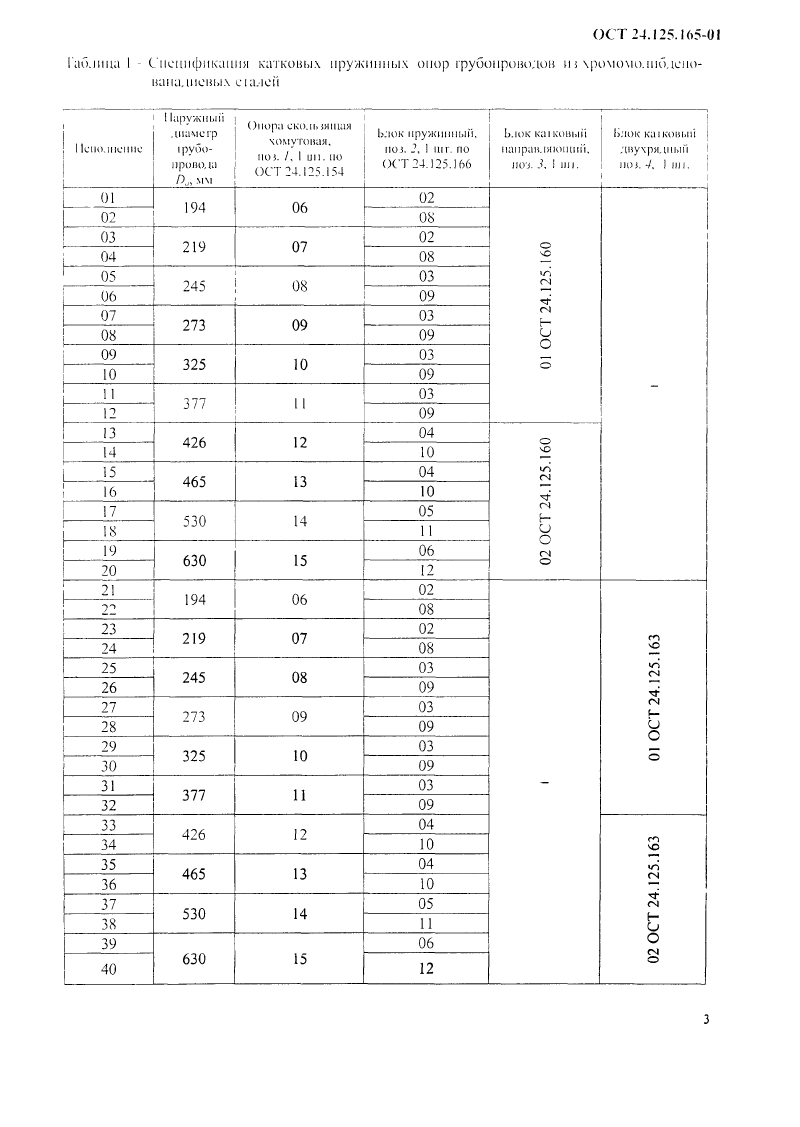 ОСТ 24.125.165-01
Таблица 1 - Спецификация катковых пружинных опор трубопроводов из хромомолибдено-
ванадиевых сталей
Исполнение
Наружный
диаметр
трубо-
провода
Dн, мм
Опора скользящая
хомутовая,
поз. 1, 1 шт. по
ОСТ 24.125.154
Блок пружинный,
поз. 2, 1 шт. по
ОСТ 24.125.166
Блок катковый
направляющий,
поз. 3, 1 шт.
Блок катковый
двухрядный
поз. 4, 1 шт.
01 194 06 02 01 ОСТ 24.125.160 –
02 08
03 219 07 02
04 08
05 245 08 03
06 09
07 273 09 03
08 09
09 325 10 03
10 09
11 377 11 03
12 09
13 426 12 04 02 ОСТ 24.125.160
14 10
15 465 13 04
16 10
17 530 14 05
18 11
19 630 15 06
20 12
21 194 06 02 – 01 ОСТ 24.125.163
22 08
23 219 07 02
24 08
25 245 08 03
26 09
27 273 09 03
28 09
29 325 10 03
30 09
31 377 11 03
32 09
33 426 12 04 02 ОСТ 24.125.163
34 10
35 465 13 04
36 10
37 530 14 05
38 11
39 630 15 06
40 12
3